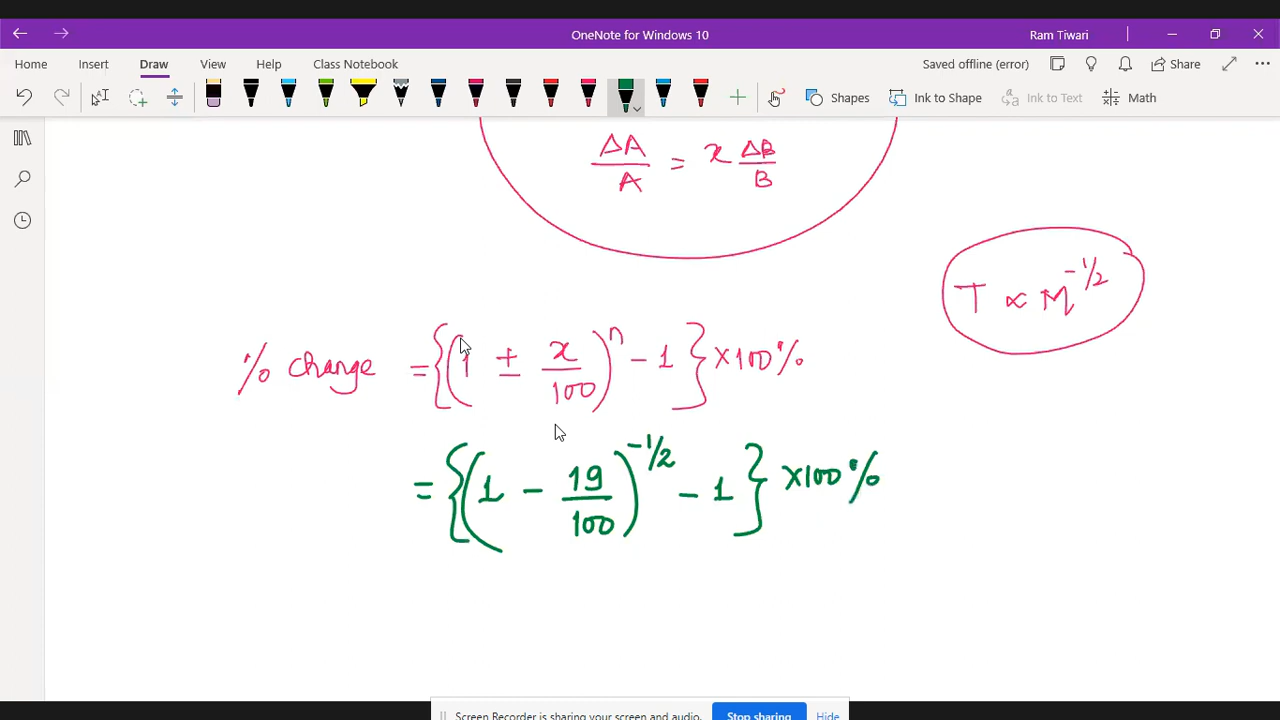 OneNote for Windows 10
Ram Tiwari
Home Insert Draw View Help Class Notebook
Saved offline (error) Share
Shapes Ink to Shape Ink to Text Math
ΔA/A = x ΔB/B
T ∝ M^{-1/2}
% change = {(1 ± x/100)^n - 1} ×100%
= {(1 - 19/100)^{-1/2} - 1} ×100%
Screen Recorder is sharing your screen and audio. Stop sharing Hide